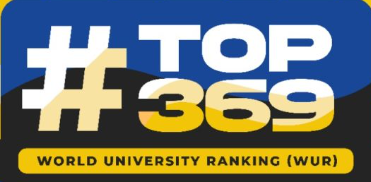 # TOP
369
WORLD UNIVERSITY RANKING (WUR)